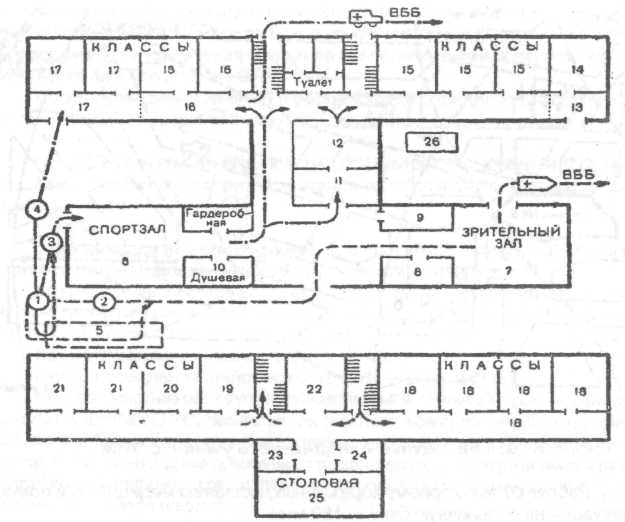 ВББ
КЛАССЫ КЛАССЫ
17 17 15 16 Туалет 15 15 15 14
17 16 13
12 26
11
4
ВББ
Гардероб-
ная
3 СПОРТЗАЛ 9 ЗРИТЕЛЬНЫЙ
ЗАЛ
6 10 8 7
Душевая
1 2
5
КЛАССЫ КЛАССЫ
21 21 20 19 22 18 18 18 18
18
23 24
СТОЛОВАЯ
25